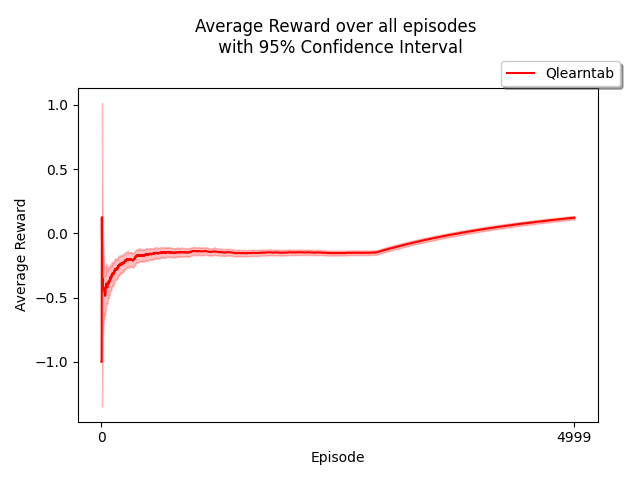 Average Reward over all episodes
with 95% Confidence Interval
Qlearntab
1.0
0.5
0.0
−0.5
−1.0
Average Reward
0
4999
Episode